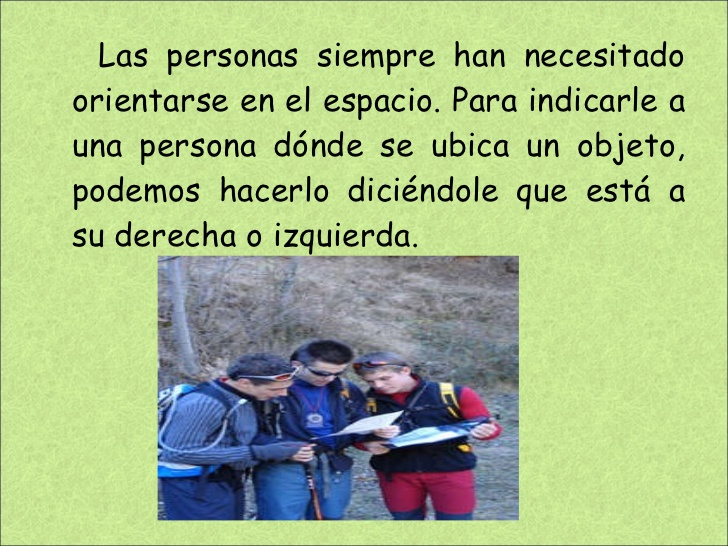 Las personas siempre han necesitado
orientarse en el espacio. Para indicarle a
una persona dónde se ubica un objeto,
podemos hacerlo diciéndole que está a
su derecha o izquierda.